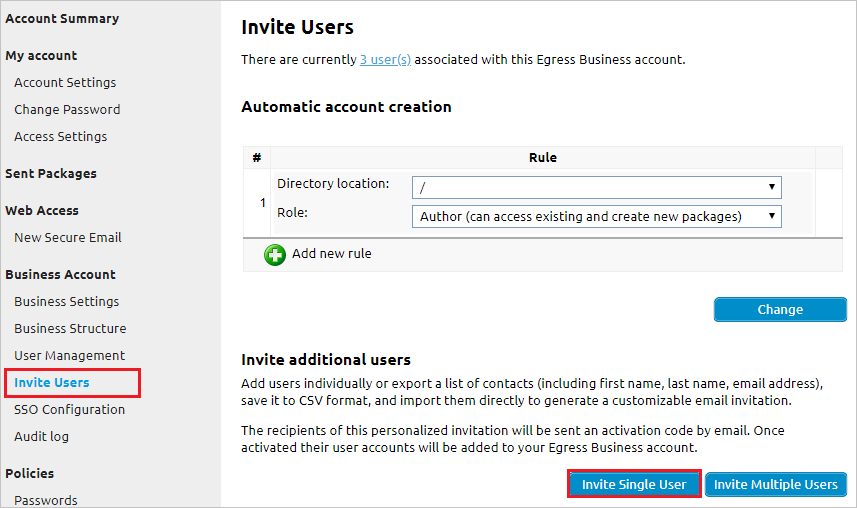 Account Summary
My account
Account Settings
Change Password
Access Settings
Sent Packages
Web Access
New Secure Email
Business Account
Business Settings
Business Structure
User Management
Invite Users
SSO Configuration
Audit log
Policies
Passwords
Invite Users
There are currently 3 user(s) associated with this Egress Business account.
Automatic account creation
# Rule
1
Directory location: /
Role: Author (can access existing and create new packages)
Add new rule
Change
Invite additional users
Add users individually or export a list of contacts (including first name, last name, email address),
save it to CSV format, and import them directly to generate a customizable email invitation.
The recipients of this personalized invitation will be sent an activation code by email. Once
activated their user accounts will be added to your Egress Business account.
Invite Single User Invite Multiple Users